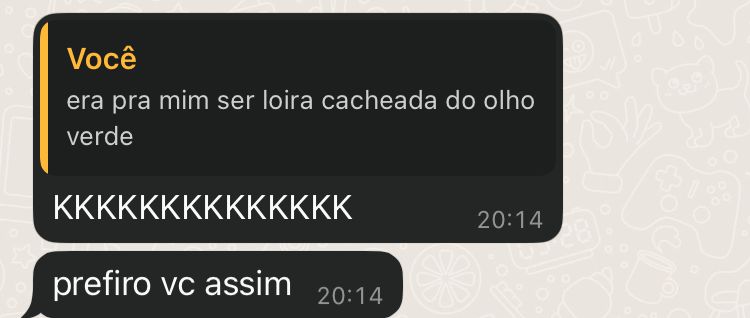 Você
era pra mim ser loira cacheada do olho
verde
KKKKKKKKKKKKKK
20:14
prefiro vc assim
20:14